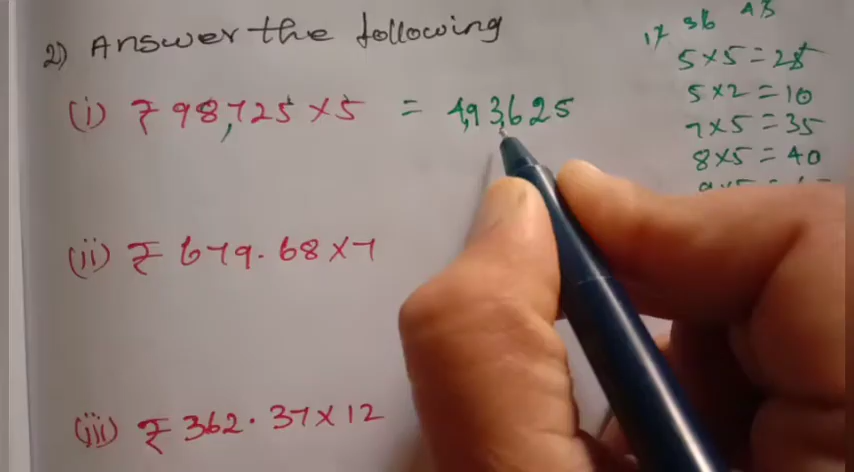 2) Answer the following
(i) ₹ 98,725 × 5 = 4,93,625
(ii) ₹ 679.68 × 7
(iii) ₹ 362.37 × 12
17 36 43
5 × 5 = 25
5 × 2 = 10
7 × 5 = 35
8 × 5 = 40